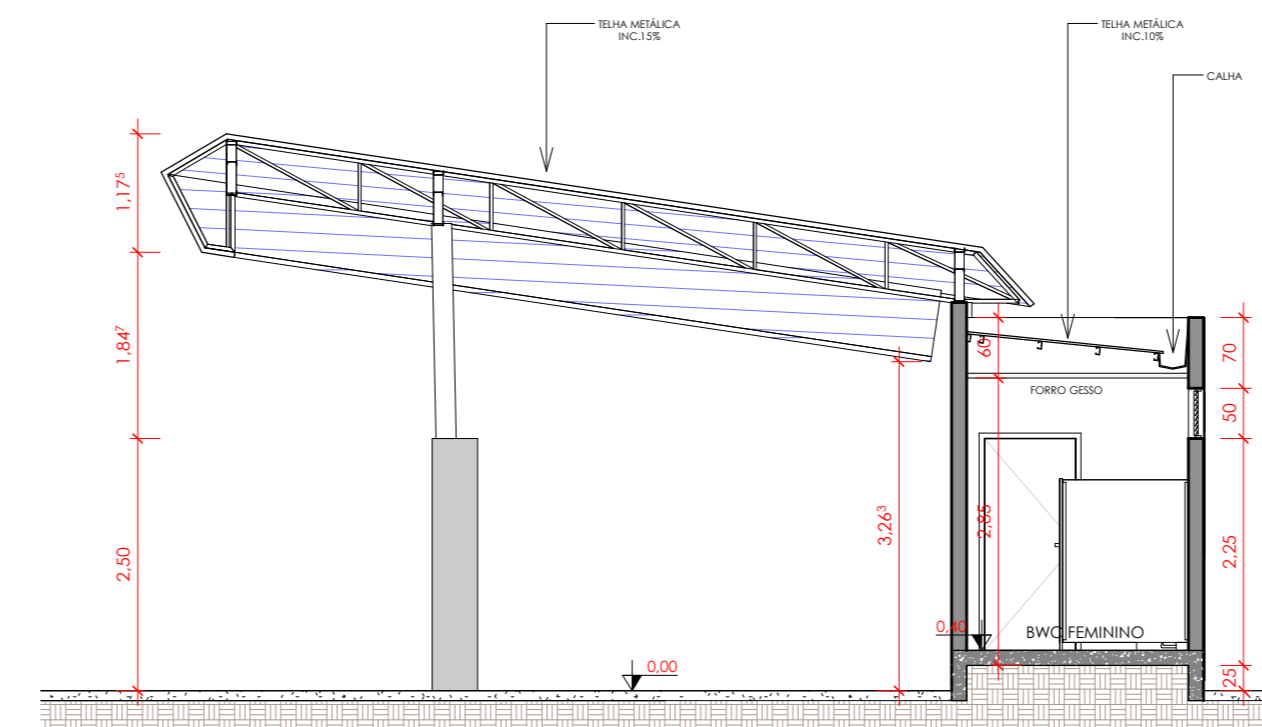 TELHA METÁLICA
INC.15%
TELHA METÁLICA
INC.10%
CALHA
1,17⁵
1,84⁷
2,50
3,26³
60
2,85
70
50
2,25
25
FORRO GESSO
0,40
BWC FEMININO
0,00